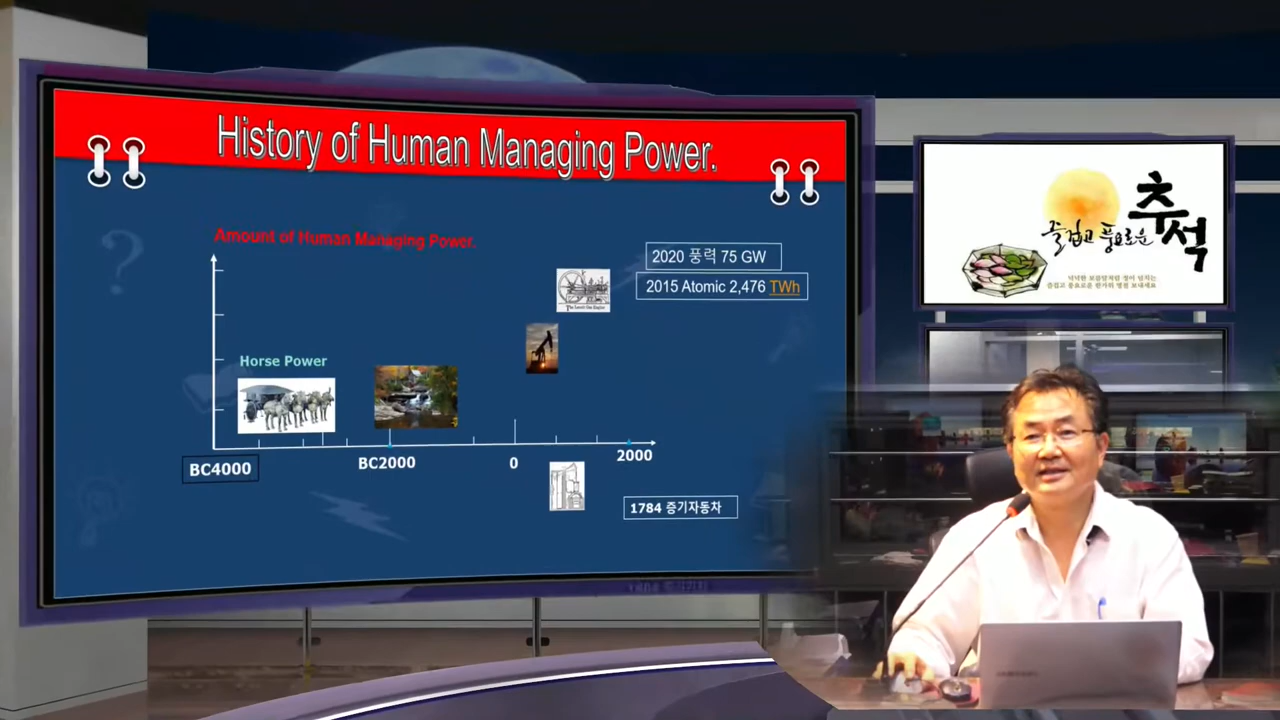 History of Human Managing Power.
Amount of Human Managing Power.
2020 풍력 75 GW
2015 Atomic 2,476 TWh
Horse Power
BC4000
BC2000
0
2000
1784 증기자동차
즐겁고 풍요로운
추석